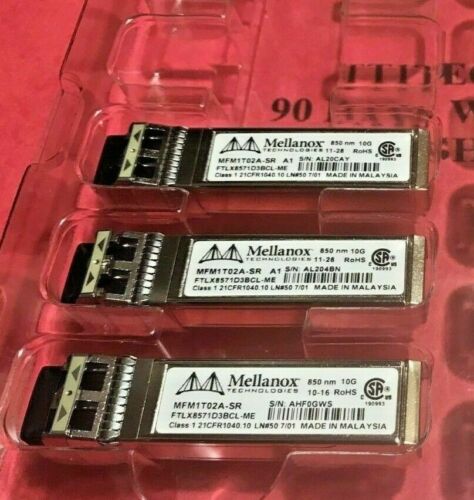 Mellanox 850 nm 10G
TECHNOLOGIES 11-28 RoHS
MFM1T02A-SR A1 S/N: AL20CAY
FTLX8571D3BCL-ME 190993
Class 1 21CFR1040.10 LN#50 7/01 MADE IN MALAYSIA
Mellanox 850 nm 10G
TECHNOLOGIES 11-28 RoHS
MFM1T02A-SR A1 S/N: AL204BN
FTLX8571D3BCL-ME 190993
Class 1 21CFR1040.10 LN#50 7/01 MADE IN MALAYSIA
Mellanox 850 nm 10G
TECHNOLOGIES 10-16 RoHS
MFM1T02A-SR S/N: AHF0GWS 190993
FTLX8571D3BCL-ME
Class 1 21CFR1040.10 LN#50 7/01 MADE IN MALAYSIA
90